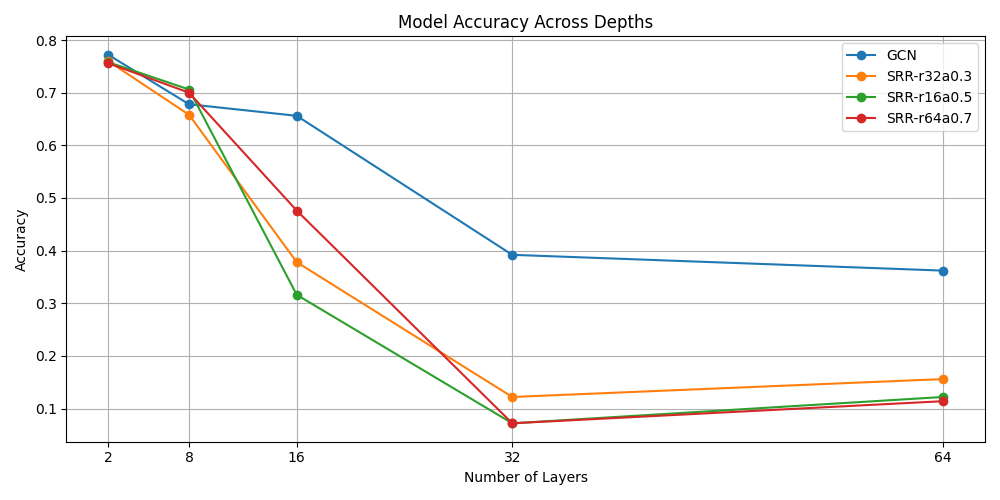 Model Accuracy Across Depths
GCN
SRR-r32a0.3
SRR-r16a0.5
SRR-r64a0.7
Accuracy
0.8
0.7
0.6
0.5
0.4
0.3
0.2
0.1
2 8 16 32 64
Number of Layers